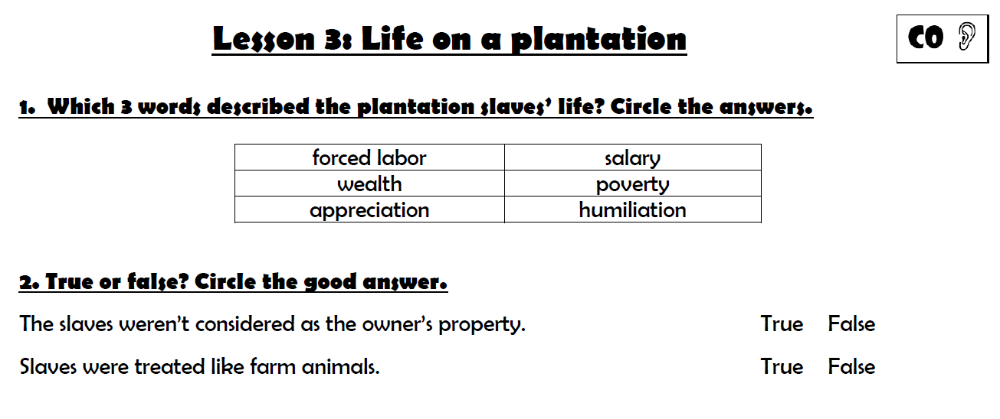 Lesson 3: Life on a plantation
CO
1. Which 3 words described the plantation slaves’ life? Circle the answers.
forced labor salary
wealth poverty
appreciation humiliation
2. True or false? Circle the good answer.
The slaves weren’t considered as the owner’s property. True False
Slaves were treated like farm animals. True False